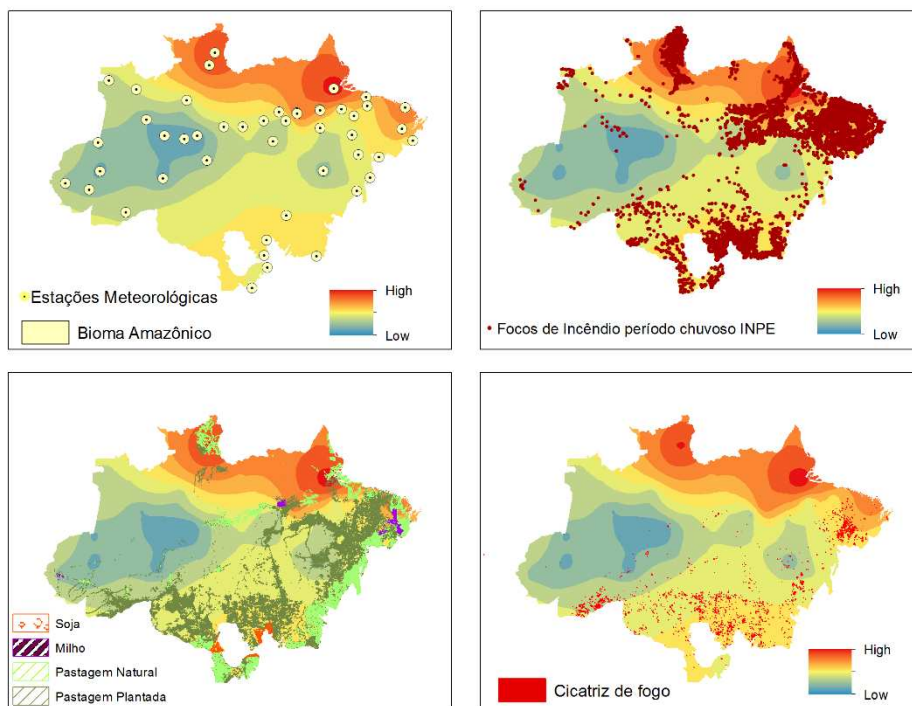 Estações Meteorológicas
Bioma Amazônico
High
Low
Focos de Incêndio período chuvoso INPE
High
Low
Soja
Milho
Pastagem Natural
Pastagem Plantada
Cicatriz de fogo
High
Low